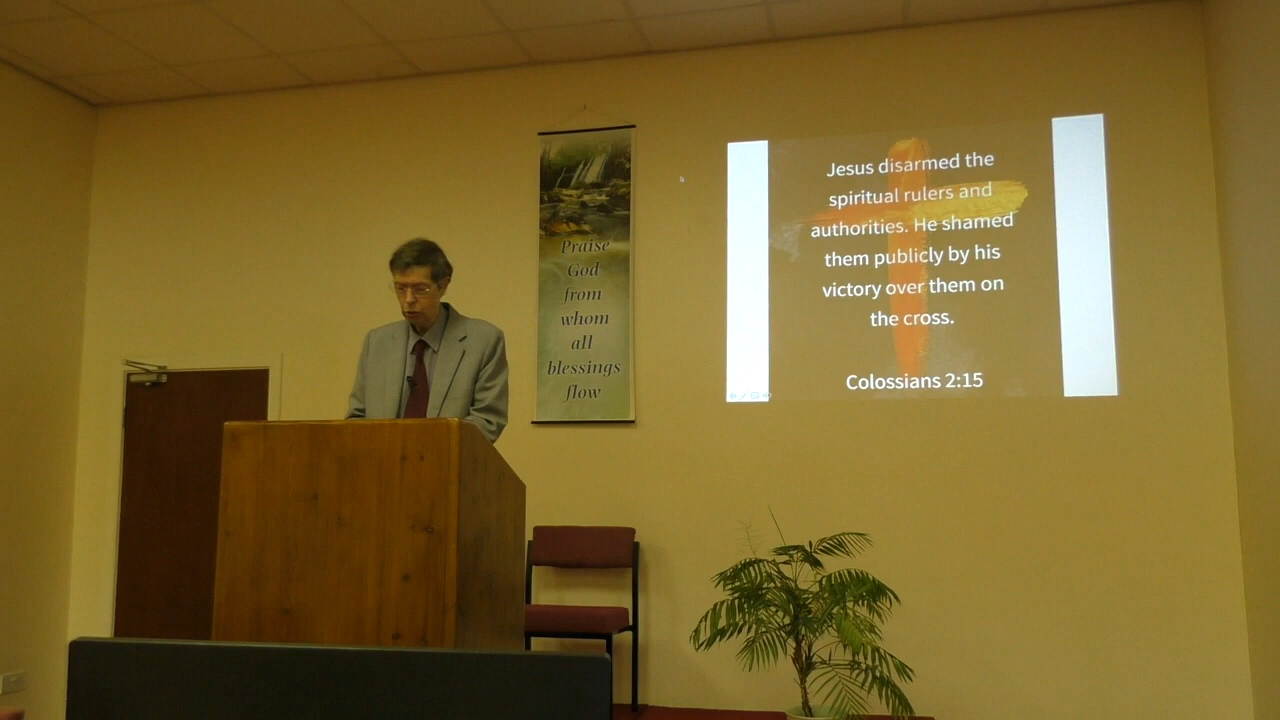 Praise
God
from
whom
all
blessings
flow
Jesus disarmed the
spiritual rulers and
authorities. He shamed
them publicly by his
victory over them on
the cross.
Colossians 2:15